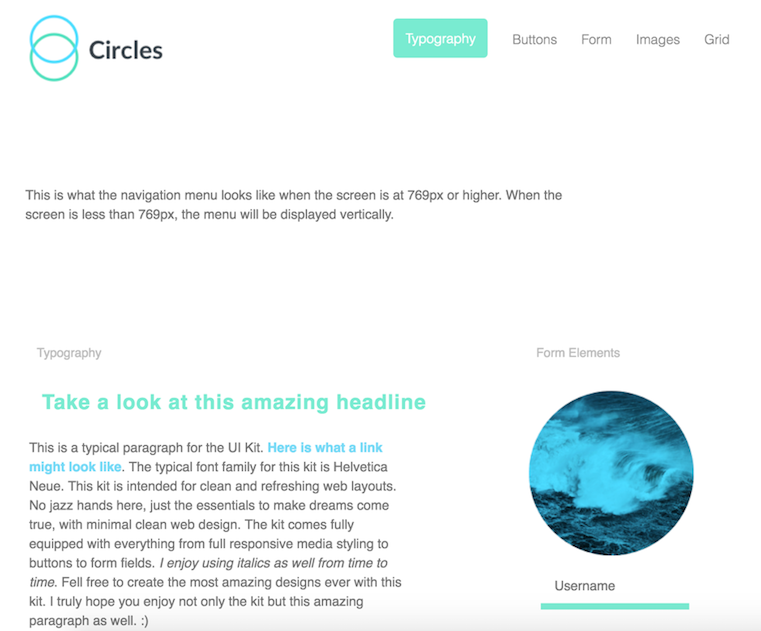 Circles
Typography
Buttons
Form
Images
Grid
This is what the navigation menu looks like when the screen is at 769px or higher. When the
screen is less than 769px, the menu will be displayed vertically.
Typography
Take a look at this amazing headline
This is a typical paragraph for the UI Kit. Here is what a link
might look like. The typical font family for this kit is Helvetica
Neue. This kit is intended for clean and refreshing web layouts.
No jazz hands here, just the essentials to make dreams come
true, with minimal clean web design. The kit comes fully
equipped with everything from full responsive media styling to
buttons to form fields. I enjoy using italics as well from time to
time. Fell free to create the most amazing designs ever with this
kit. I truly hope you enjoy not only the kit but this amazing
paragraph as well. :)
Form Elements
Username